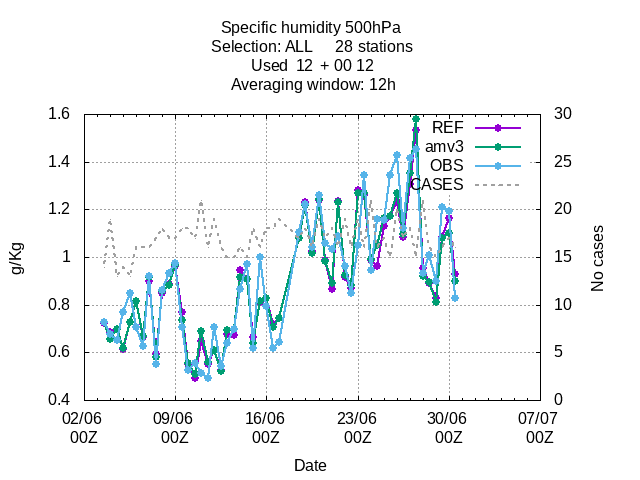 Specific humidity 500hPa
Selection: ALL     28 stations
Used  12  + 00 12
Averaging window: 12h
1.6
1.4
1.2
1
0.8
0.6
0.4
g/Kg
30
25
20
15
10
5
0
No cases
REF
amv3
OBS
CASES
02/06 09/06 16/06 23/06 30/06 07/07
00Z 00Z 00Z 00Z 00Z 00Z
Date